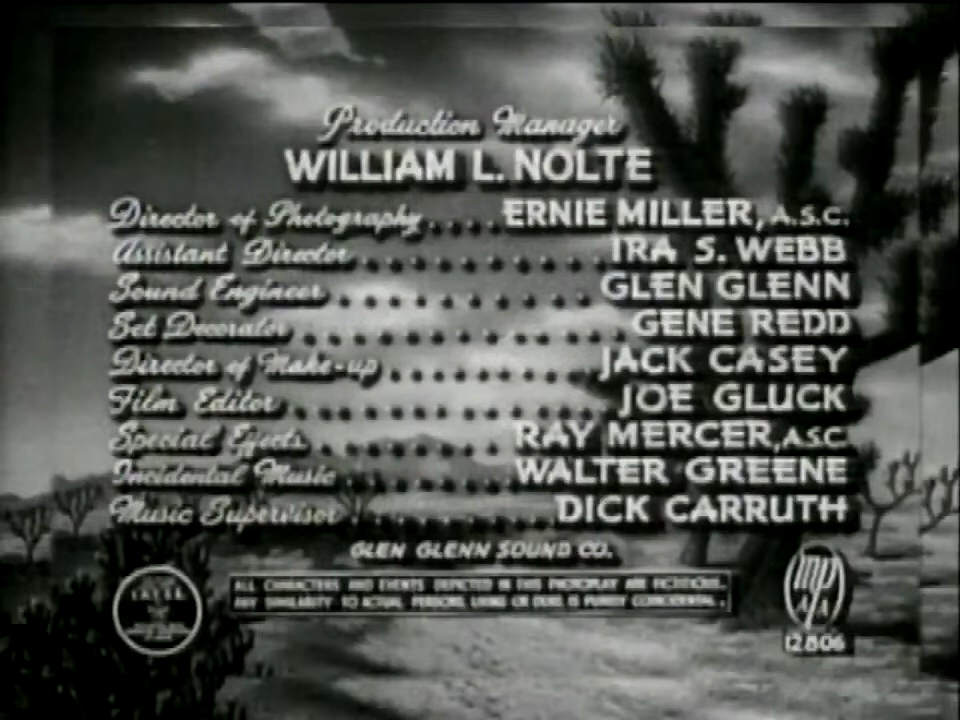 Production Manager
WILLIAM L. NOLTE
Director of Photography.....ERNIE MILLER, A.S.C.
Assistant Director..............IRA S. WEBB
Sound Engineer..............GLEN GLENN
Set Decorator..................GENE REDD
Director of Make-up...........JACK CASEY
Film Editor.................JOE GLUCK
Special Effects..........RAY MERCER, A.S.C.
Incidental Music.........WALTER GREENE
Music Supervisor...........DICK CARRUTH
GLEN GLENN SOUND CO.
ALL CHARACTERS AND EVENTS DEPICTED IN THIS PHOTOPLAY ARE FICTITIOUS.
ANY SIMILARITY TO ACTUAL PERSONS, LIVING OR DEAD, IS PURELY COINCIDENTAL.
I.A.T.S.E.
MPAA
12806